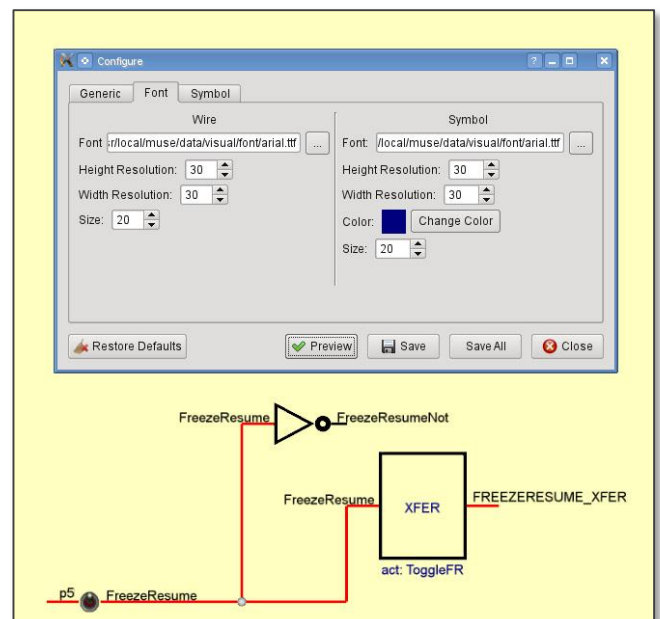 Configure
Generic Font Symbol
Wire
Font :r/local/muse/data/visual/font/arial.ttf ...
Height Resolution: 30
Width Resolution: 30
Size: 20
Symbol
Font: /local/muse/data/visual/font/arial.ttf ...
Height Resolution: 30
Width Resolution: 30
Color: Change Color
Size: 20
Restore Defaults Preview Save Save All Close
FreezeResume FreezeResumeNot
FreezeResume XFER FREEZERESUME_XFER
act: ToggleFR
p5 FreezeResume